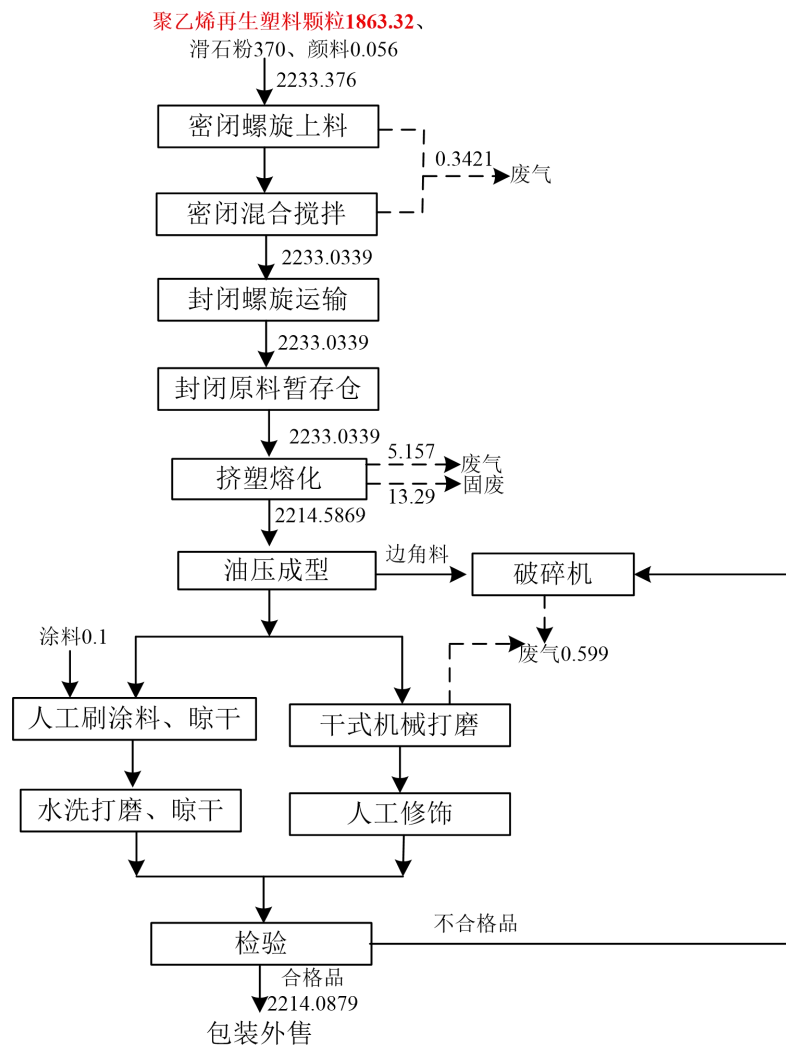 聚乙烯再生塑料颗粒1863.32、
滑石粉370、颜料0.056
2233.376
密闭螺旋上料
0.3421
废气
密闭混合搅拌
2233.0339
封闭螺旋运输
2233.0339
封闭原料暂存仓
2233.0339
5.157
废气
挤塑熔化
固废
13.29
2214.5869
边角料
油压成型
破碎机
涂料0.1
废气0.599
人工刷涂料、晾干
干式机械打磨
水洗打磨、晾干
人工修饰
不合格品
检验
合格品
2214.0879
包装外售